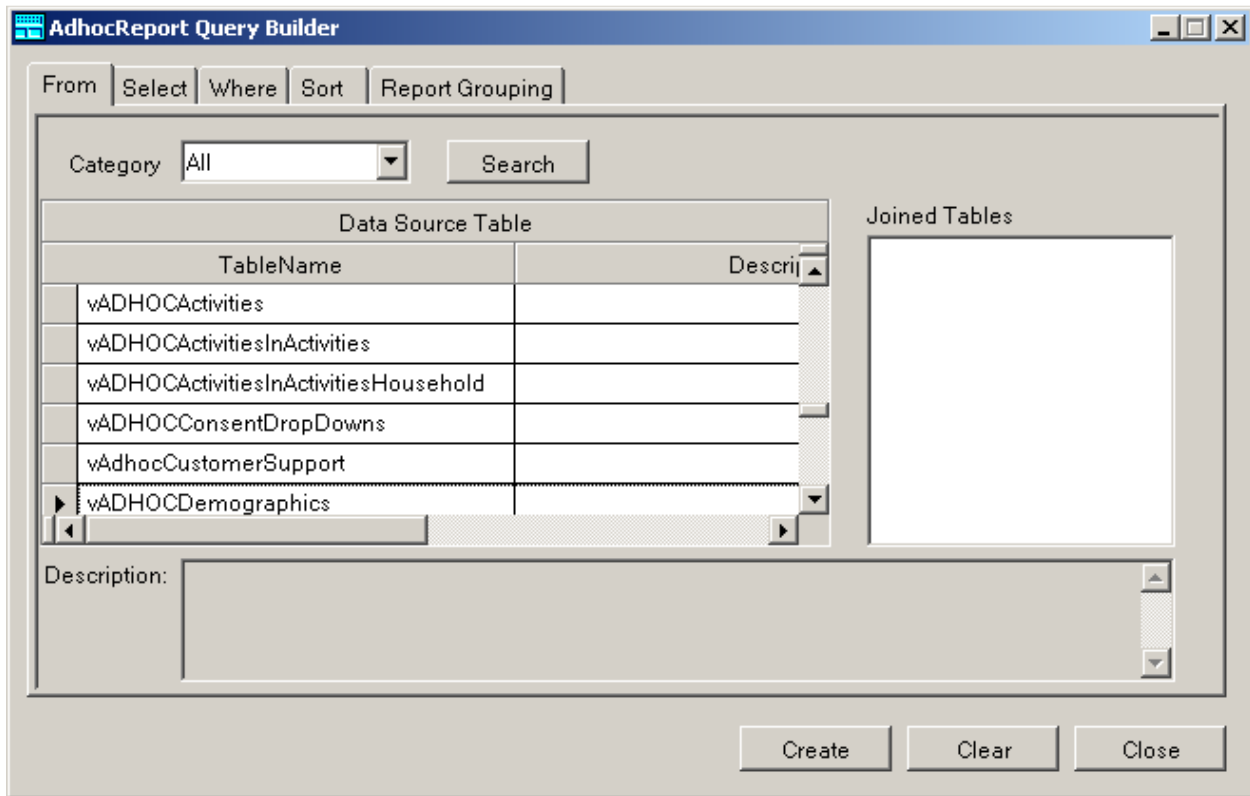 AdhocReport Query Builder
From Select Where Sort Report Grouping
Category All Search
Data Source Table
Joined Tables
TableName Descrip
vADHOCActivities
vADHOCActivitiesInActivities
vADHOCActivitiesInActivitiesHousehold
vADHOCConsentDropDowns
vAdhocCustomerSupport
vADHOCDemographics
Description:
Create Clear Close